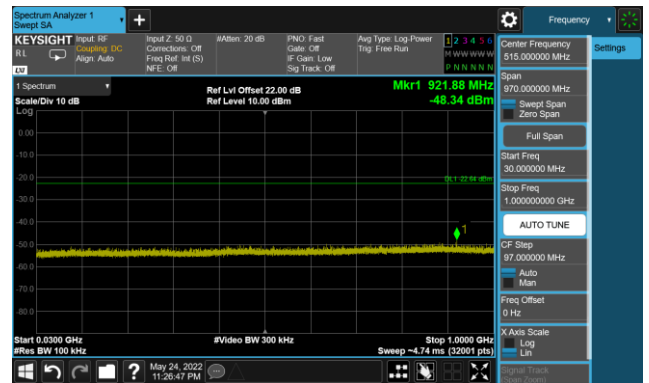 Spectrum Analyzer 1
Swept SA
Frequency
KEYSIGHT
RL
LXI
Input: RF
Coupling: DC
Align: Auto
Input Z: 50 Ω
Corrections: Off
Freq Ref: Int (S)
NFE: Off
#Atten: 20 dB
PNO: Fast
Gate: Off
IF Gain: Low
Sig Track: Off
Avg Type: Log-Power
Trig: Free Run
1 2 3 4 5 6
M W W W W W
P N N N N N
Center Frequency
515.000000 MHz
Settings
1 Spectrum
Scale/Div 10 dB
Log
Ref Lvl Offset 22.00 dB
Ref Level 10.00 dBm
Mkr1 921.88 MHz
-48.34 dBm
Span
970.000000 MHz
Swept Span
Zero Span
Full Span
Start Freq
30.000000 MHz
Stop Freq
1.000000000 GHz
AUTO TUNE
CF Step
97.000000 MHz
Auto
Man
Freq Offset
0 Hz
X Axis Scale
Log
Lin
Signal Track
(Span Zoom)
0.00
-10.0
-20.0
DL1 -22.64 dBm
-30.0
-40.0
1
-50.0
-60.0
-70.0
-80.0
Start 0.0300 GHz
#Res BW 100 kHz
#Video BW 300 kHz
Stop 1.0000 GHz
Sweep ~4.74 ms (32001 pts)
?
May 24, 2022
11:26:47 PM